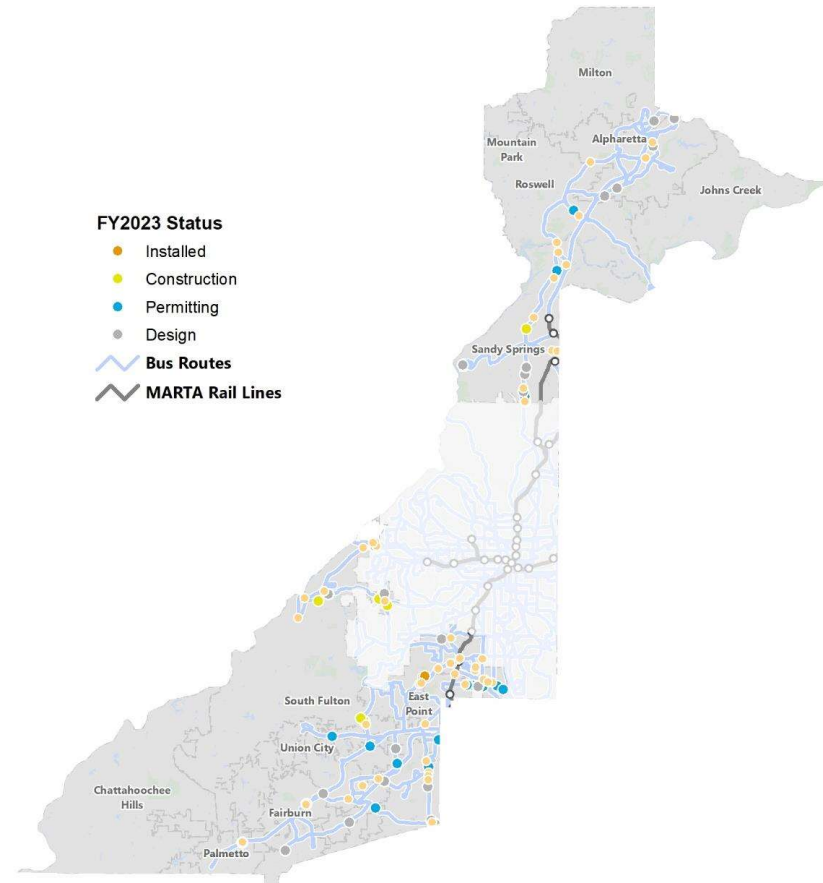 Milton
Mountain
Park
Alpharetta
Roswell
Johns Creek
FY2023 Status
Installed
Construction
Permitting
Design
Bus Routes
MARTA Rail Lines
Sandy Springs
South Fulton
East
Point
Union City
Chattahoochee
Hills
Fairburn
Palmetto